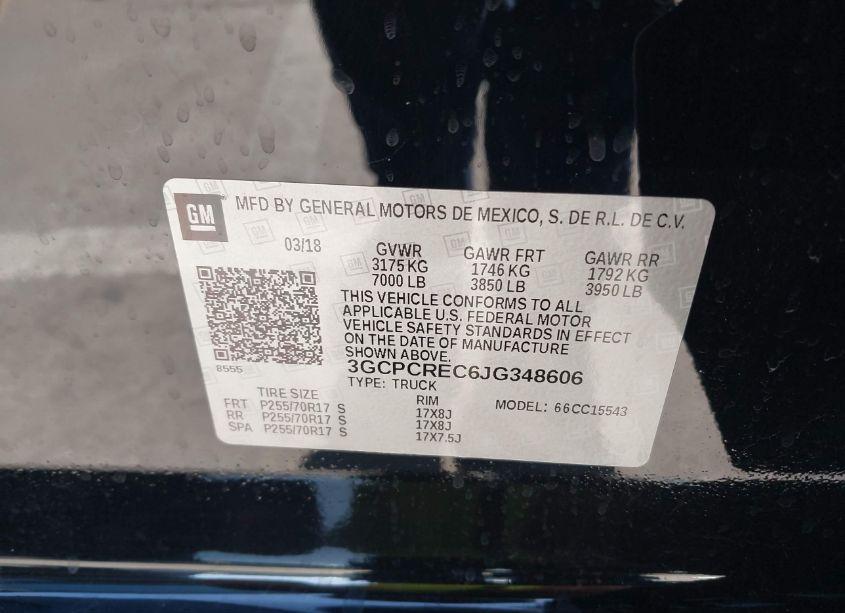 GM MFD BY GENERAL MOTORS DE MEXICO, S. DE R.L. DE C.V.
03/18 GVWR GAWR FRT GAWR RR
3175 KG 1746 KG 1792 KG
7000 LB 3850 LB 3950 LB
THIS VEHICLE CONFORMS TO ALL
APPLICABLE U.S. FEDERAL MOTOR
VEHICLE SAFETY STANDARDS IN EFFECT
ON THE DATE OF MANUFACTURE
SHOWN ABOVE.
8555
3GCPCREC6JG348606
TYPE: TRUCK
TIRE SIZE RIM MODEL: 66CC15543
FRT P255/70R17 S 17X8J
RR P255/70R17 S 17X8J
SPA P255/70R17 S 17X7.5J